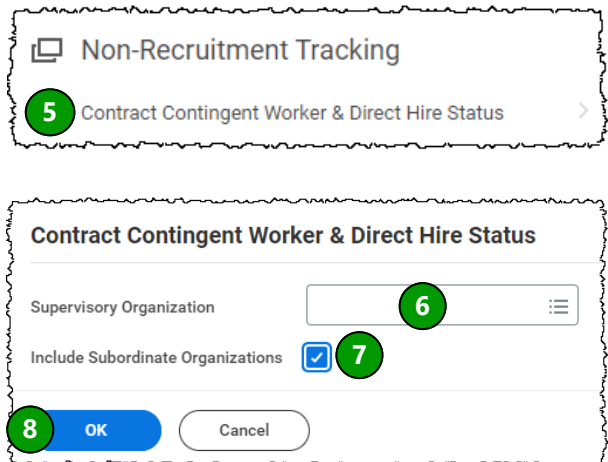 Non-Recruitment Tracking
5 Contract Contingent Worker & Direct Hire Status
Contract Contingent Worker & Direct Hire Status
Supervisory Organization 6
Include Subordinate Organizations 7
8 OK Cancel